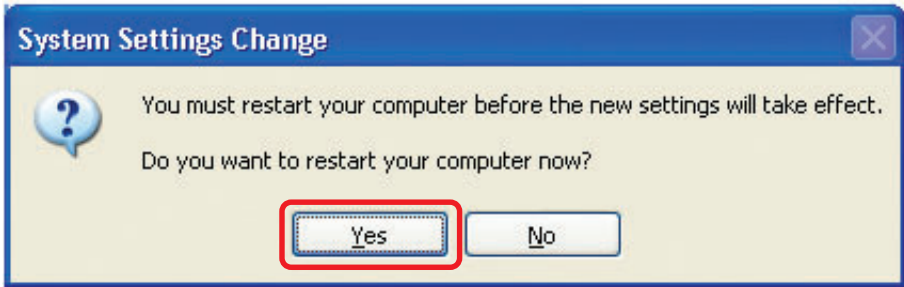 System Settings Change
You must restart your computer before the new settings will take effect.
Do you want to restart your computer now?
Yes No